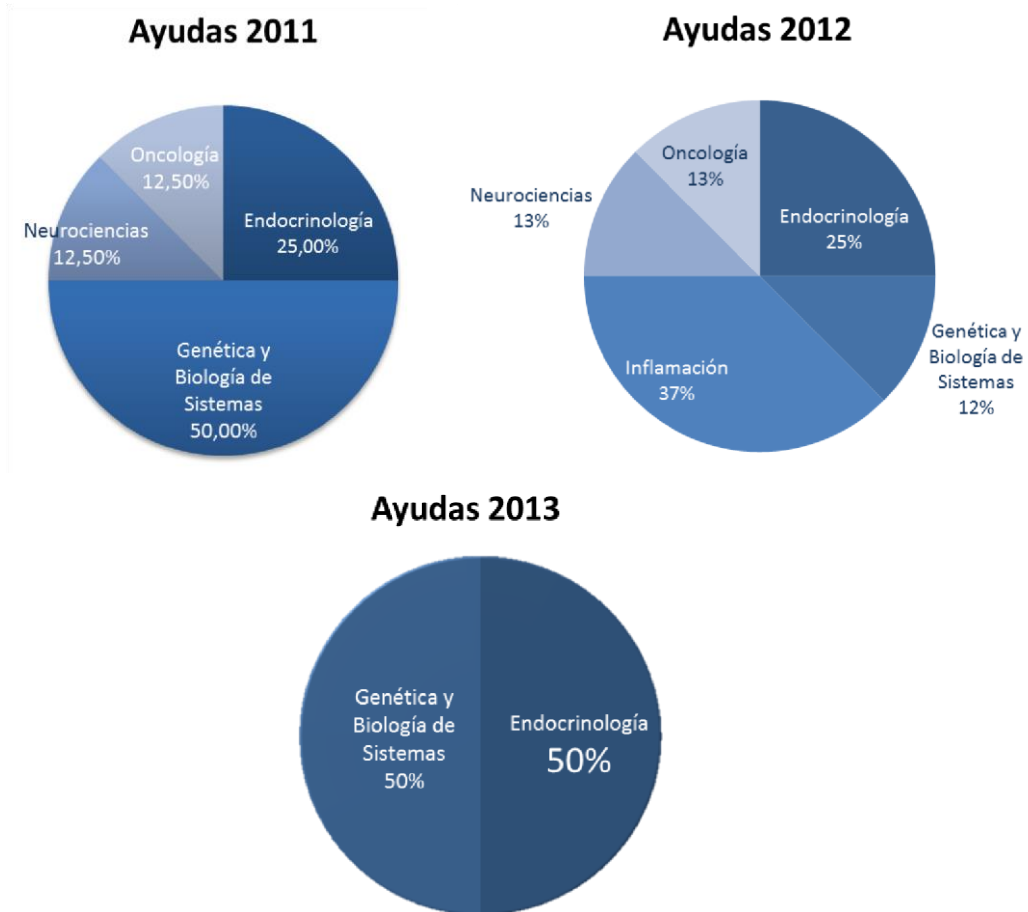 Ayudas 2011
Oncología
12,50%
Neurociencias
12,50%
Endocrinología
25,00%
Genética y
Biología de
Sistemas
50,00%
Ayudas 2012
Oncología
13%
Neurociencias
13%
Endocrinología
25%
Genética y
Biología de
Sistemas
12%
Inflamación
37%
Ayudas 2013
Genética y
Biología de
Sistemas
50%
Endocrinología
50%